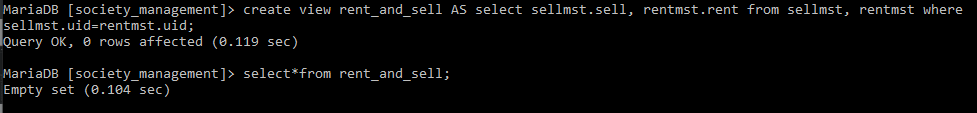 MariaDB [society_management]> create view rent_and_sell AS select sellmst.sell, rentmst.rent from sellmst, rentmst where
sellmst.uid=rentmst.uid;
Query OK, 0 rows affected (0.119 sec)
MariaDB [society_management]> select*from rent_and_sell;
Empty set (0.104 sec)